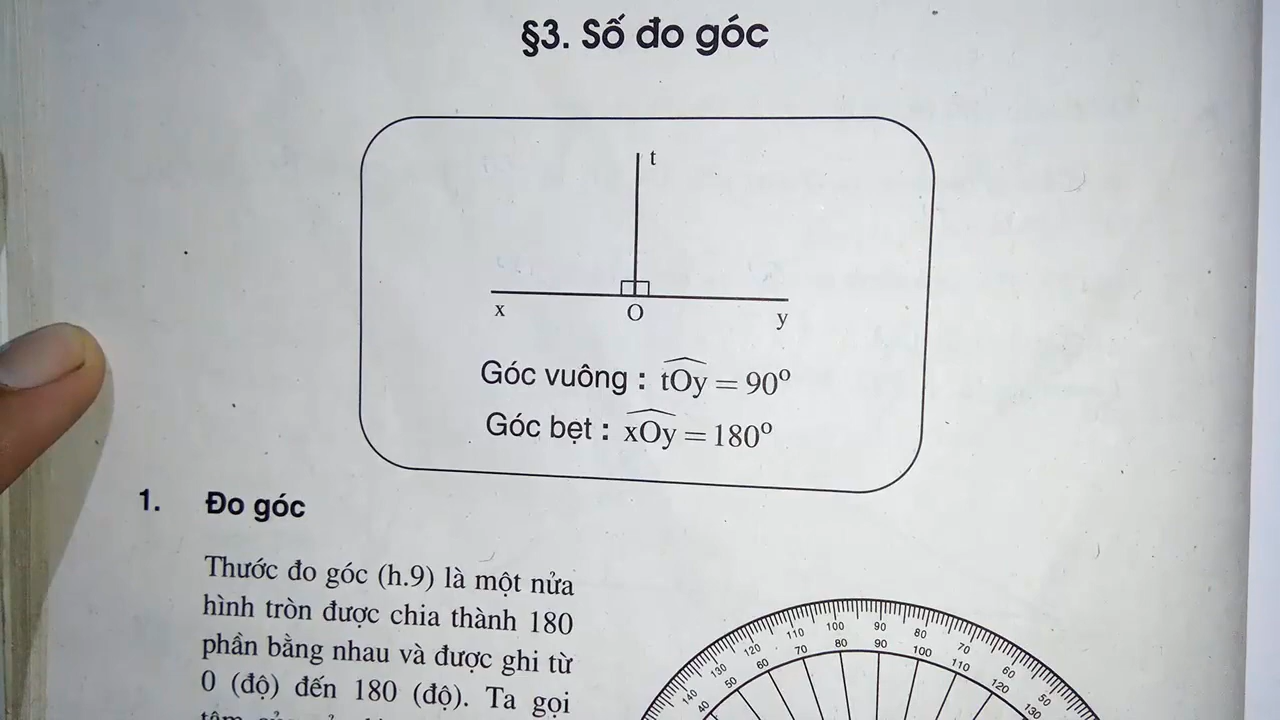 §3. Số đo góc
t
x
O
y
Góc vuông : tOy = 90º
Góc bẹt : xOy = 180º
1. Đo góc
Thước đo góc (h.9) là một nửa
hình tròn được chia thành 180
phần bằng nhau và được ghi từ
0 (độ) đến 180 (độ). Ta gọi
140 130 120 110 100 90 80 70 60 50
40 50 60 70 80 90 100 110 120 130